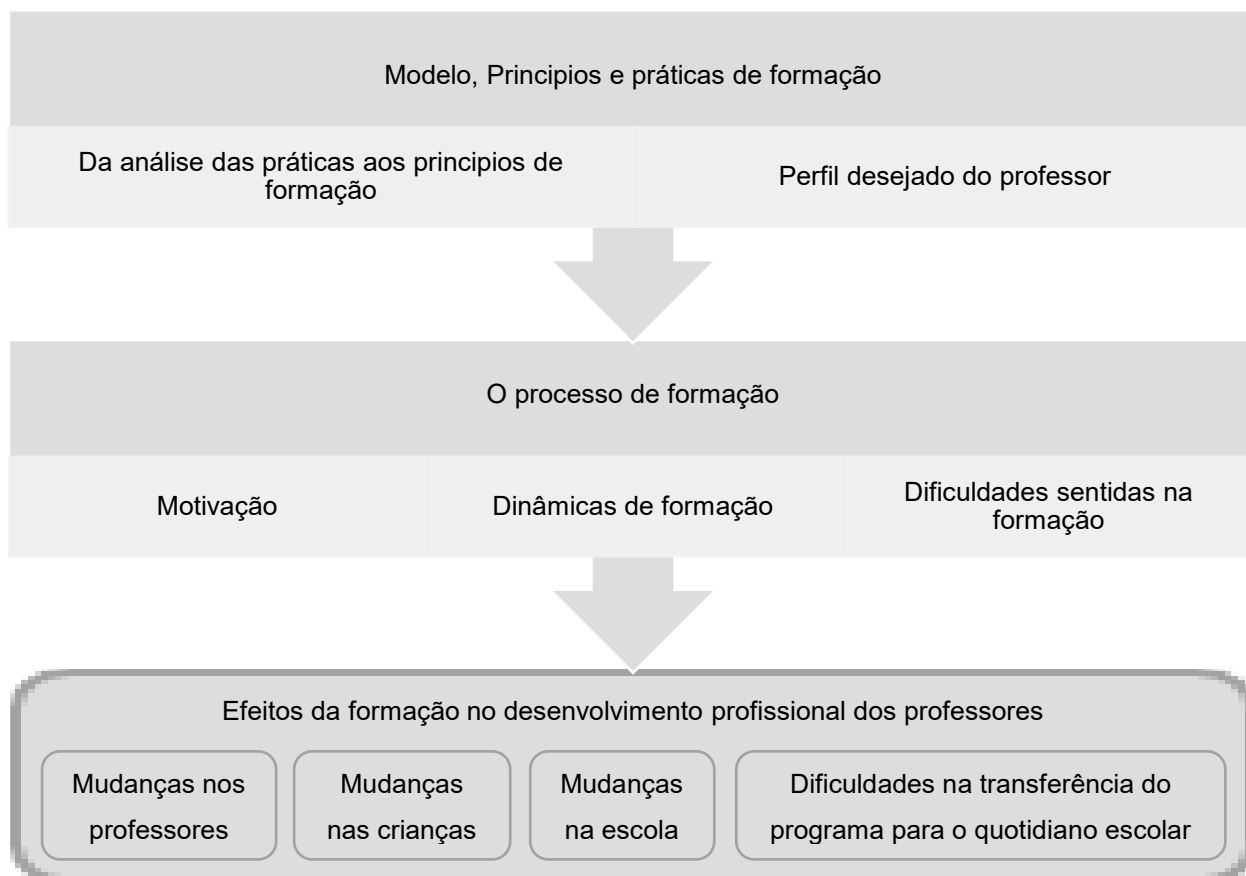 Modelo, Principios e práticas de formação
Da análise das práticas aos principios de
formação
Perfil desejado do professor
O processo de formação
Motivação
Dinâmicas de formação
Dificuldades sentidas na
formação
Efeitos da formação no desenvolvimento profissional dos professores
Mudanças nos
professores
Mudanças
nas crianças
Mudanças
na escola
Dificuldades na transferência do
programa para o quotidiano escolar